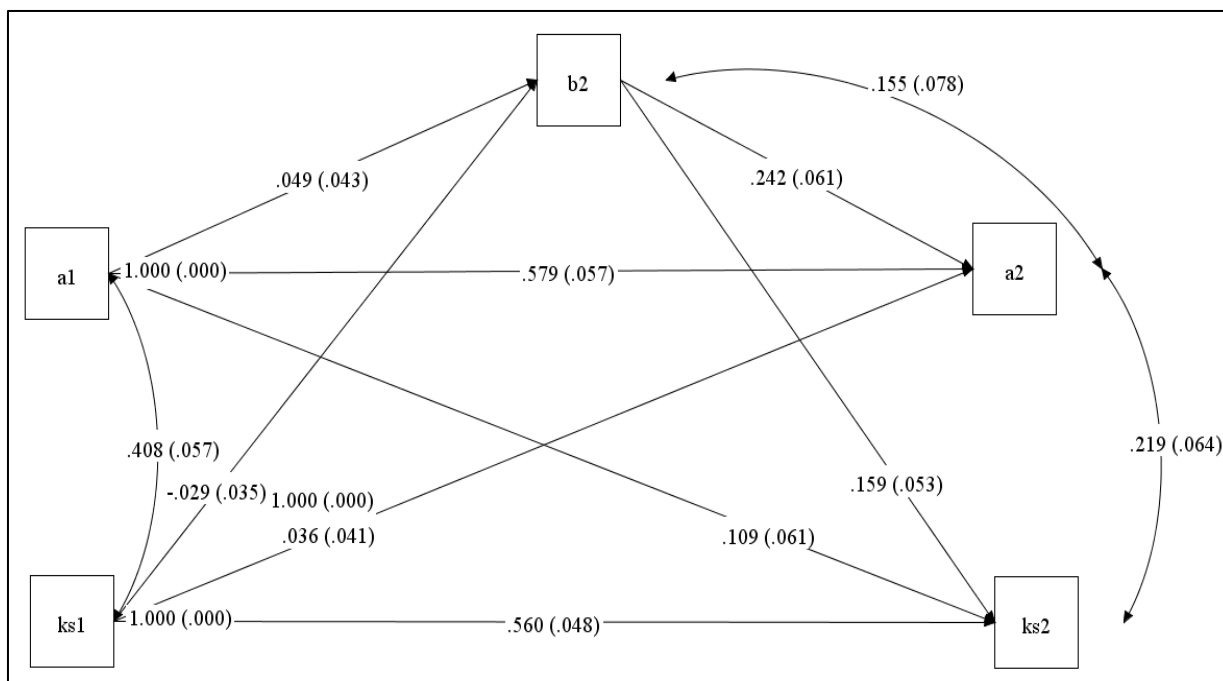 b2
.155 (.078)
.049 (.043)
.242 (.061)
a1
1.000 (.000)
.579 (.057)
a2
.408 (.057)
-.029 (.035)
1.000 (.000)
.159 (.053)
.219 (.064)
.036 (.041)
.109 (.061)
ks1
1.000 (.000)
.560 (.048)
ks2